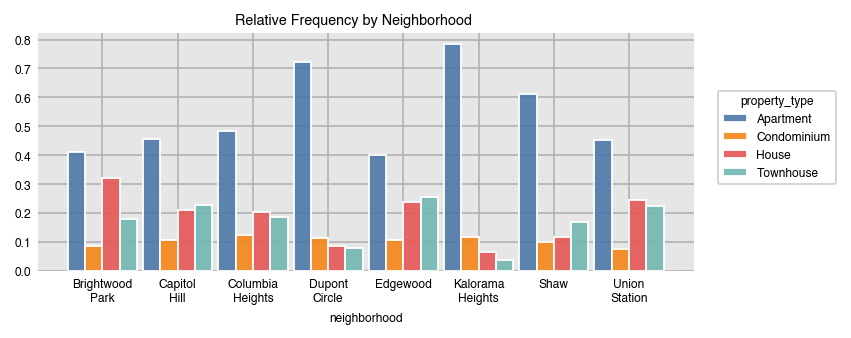 Relative Frequency by Neighborhood
0.8
0.7
0.6
0.5
0.4
0.3
0.2
0.1
0.0
Brightwood
Park
Capitol
Hill
Columbia
Heights
Dupont
Circle
Edgewood
Kalorama
Heights
Shaw
Union
Station
neighborhood
property_type
Apartment
Condominium
House
Townhouse